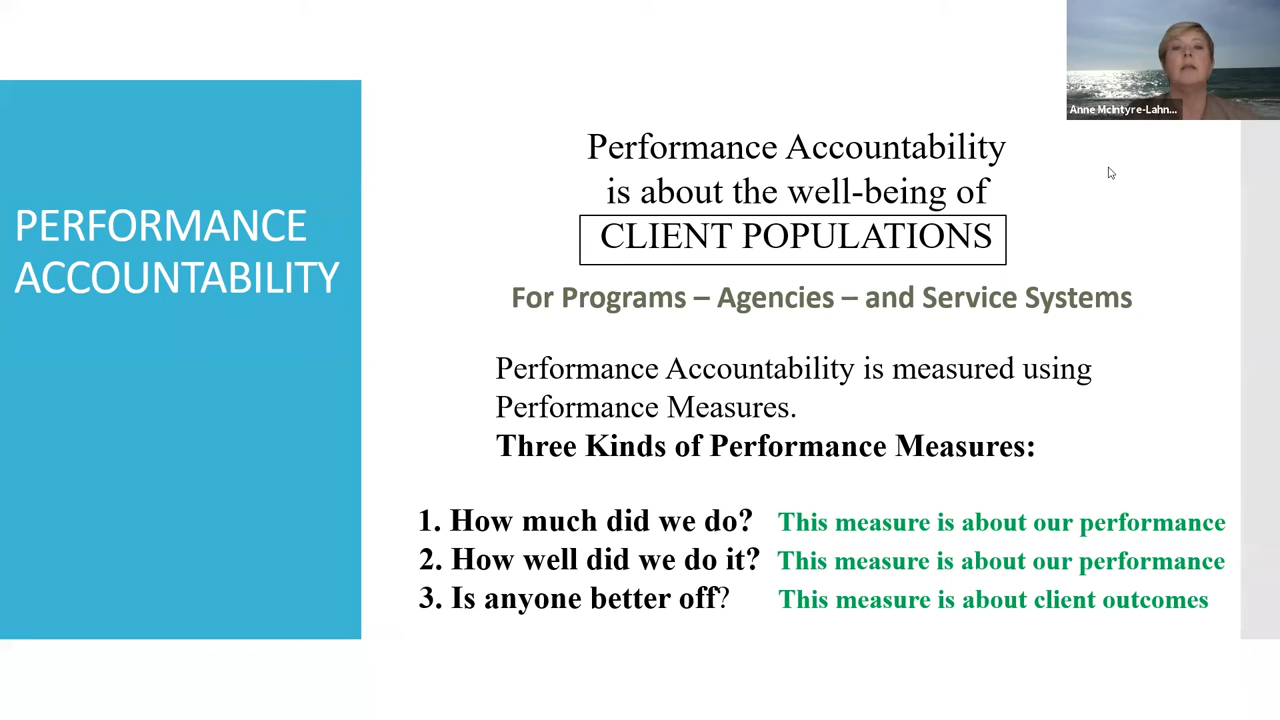 Anne McIntyre-Lahn...
PERFORMANCE
ACCOUNTABILITY
Performance Accountability
is about the well-being of
CLIENT POPULATIONS
For Programs – Agencies – and Service Systems
Performance Accountability is measured using
Performance Measures.
Three Kinds of Performance Measures:
1. How much did we do? This measure is about our performance
2. How well did we do it? This measure is about our performance
3. Is anyone better off? This measure is about client outcomes